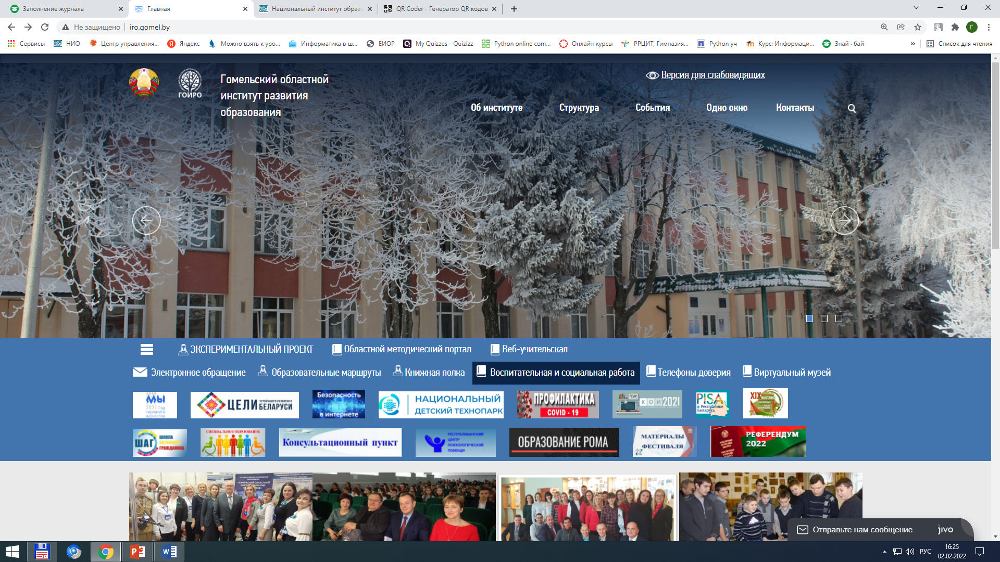 Заполнение журнала
Главная
Национальный институт образо
QR Coder - Генератор QR кодов
Не защищено
iro.gomel.by
Г
Сервисы
НИО
Центр управления...
Яндекс
Можно взять к уро...
Информатика в ш...
ЕИОР
My Quizzes - Quizizz
Python online com...
Онлайн курсы
РРЦИТ, Гимназия...
Python уч
Курс: Информаци...
Знай · бай
»
Список для чтения
ГОИРО
Гомельский областной
институт развития
образования
Версия для слабовидящих
Об институте
Структура
События
Одно окно
Контакты
ЭКСПЕРИМЕНТАЛЬНЫЙ ПРОЕКТ
Областной методический портал
Веб-учительская
Электронное обращение
Образовательные маршруты
Книжная полка
Воспитательная и социальная работа
Телефоны доверия
Виртуальный музей
МЫ
2021 Год
народнага
адзінства
ЦЕЛИ УСТОЙЧИВОГО РАЗВИТИЯ В
БЕЛАРУСИ
Безопасность
в интернете
НАЦИОНАЛЬНЫЙ
ДЕТСКИЙ ТЕХНОПАРК
ПРОФИЛАКТИКА
COVID - 19
КОИ2021
PISA
в Республике
Беларусь
XIX
ШАГ
ШКОЛА
АКТИВНОГО
ГРАЖДАНИНА
СПЕЦИАЛЬНОЕ ОБРАЗОВАНИЕ
Консультационный пункт
РЕСПУБЛИКАНСКИЙ
ЦЕНТР
ПСИХОЛОГИЧЕСКОЙ
ПОМОЩИ
ОБРАЗОВАНИЕ РОМА
МАТЕРИАЛЫ
ФЕСТИВАЛЯ
РЕФЕРЕНДУМ
2022
Отправьте нам сообщение
jivo
64
РУС
16:25
02.02.2022